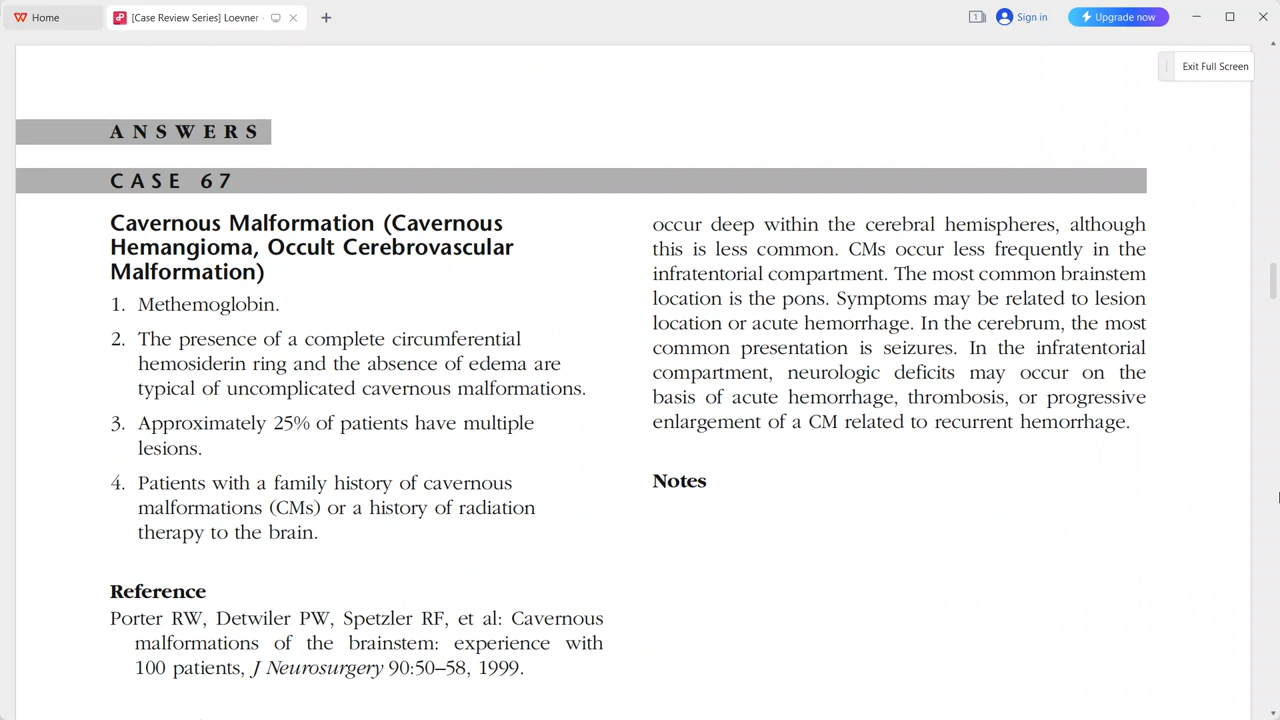 Home
[Case Review Series] Loevner
Sign in
Upgrade now
Exit Full Screen
ANSWERS
CASE 67
Cavernous Malformation (Cavernous
Hemangioma, Occult Cerebrovascular
Malformation)
1. Methemoglobin.
2. The presence of a complete circumferential
hemosiderin ring and the absence of edema are
typical of uncomplicated cavernous malformations.
3. Approximately 25% of patients have multiple
lesions.
4. Patients with a family history of cavernous
malformations (CMs) or a history of radiation
therapy to the brain.
Reference
Porter RW, Detwiler PW, Spetzler RF, et al: Cavernous
malformations of the brainstem: experience with
100 patients, J Neurosurgery 90:50–58, 1999.
occur deep within the cerebral hemispheres, although
this is less common. CMs occur less frequently in the
infratentorial compartment. The most common brainstem
location is the pons. Symptoms may be related to lesion
location or acute hemorrhage. In the cerebrum, the most
common presentation is seizures. In the infratentorial
compartment, neurologic deficits may occur on the
basis of acute hemorrhage, thrombosis, or progressive
enlargement of a CM related to recurrent hemorrhage.
Notes